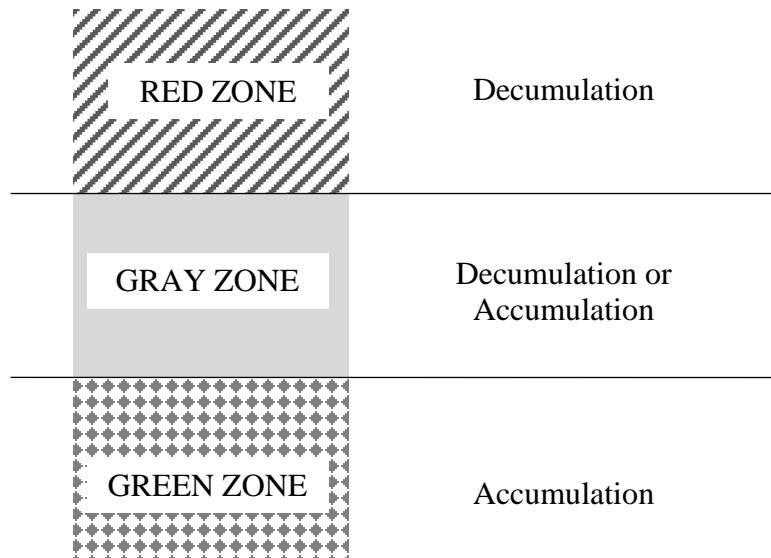 RED ZONE
Decumulation
GRAY ZONE
Decumulation or
Accumulation
GREEN ZONE
Accumulation